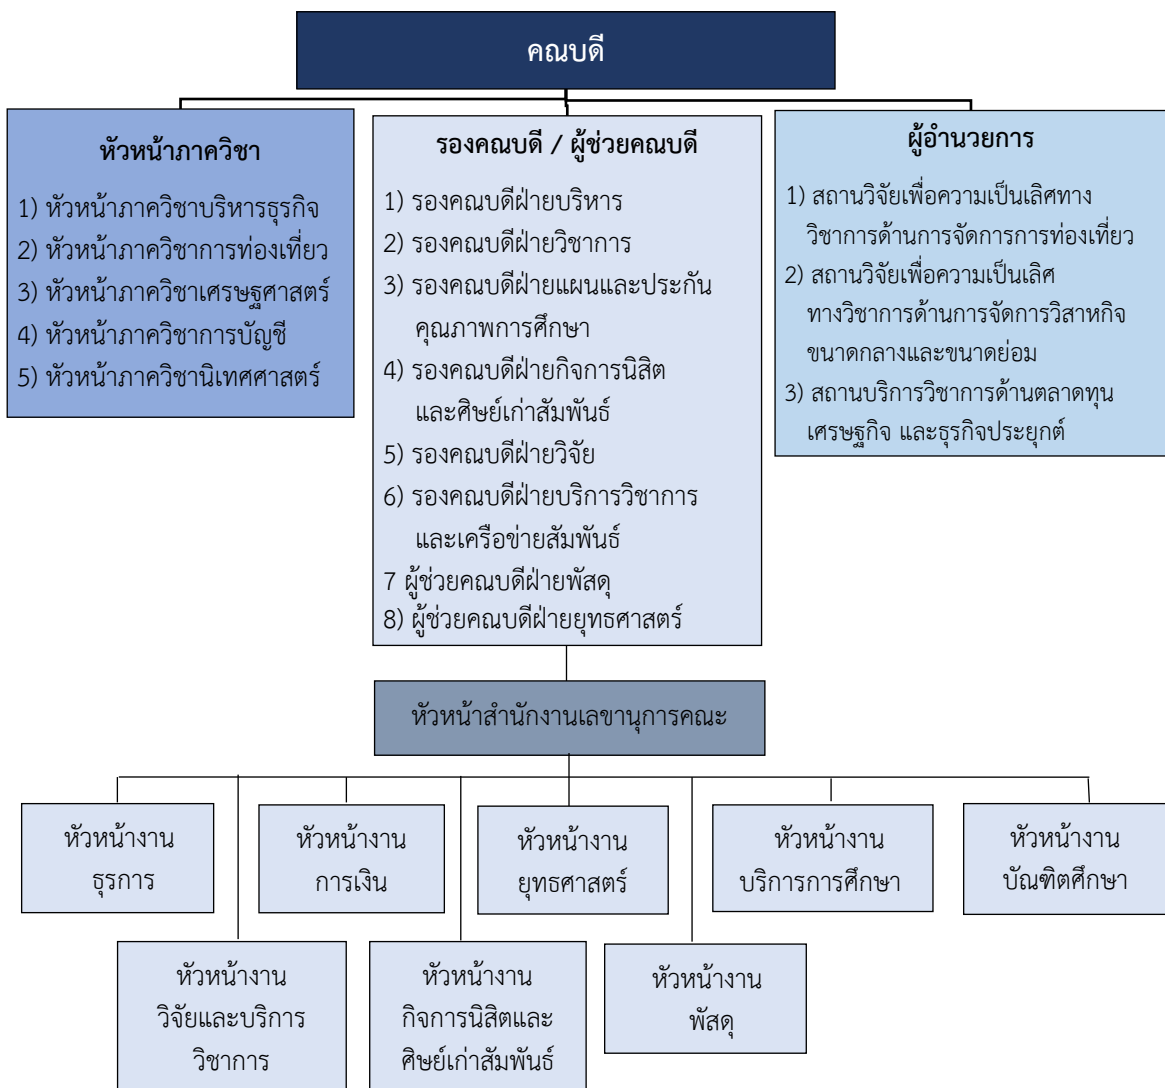 คณบดี
หัวหน้าภาควิชา
1) หัวหน้าภาควิชาบริหารธุรกิจ
2) หัวหน้าภาควิชาการท่องเที่ยว
3) หัวหน้าภาควิชาเศรษฐศาสตร์
4) หัวหน้าภาควิชาการบัญชี
5) หัวหน้าภาควิชานิเทศศาสตร์
รองคณบดี / ผู้ช่วยคณบดี
1) รองคณบดีฝ่ายบริหาร
2) รองคณบดีฝ่ายวิชาการ
3) รองคณบดีฝ่ายแผนและประกัน
คุณภาพการศึกษา
4) รองคณบดีฝ่ายกิจการนิสิต
และศิษย์เก่าสัมพันธ์
5) รองคณบดีฝ่ายวิจัย
6) รองคณบดีฝ่ายบริการวิชาการ
และเครือข่ายสัมพันธ์
7 ผู้ช่วยคณบดีฝ่ายพัสดุ
8) ผู้ช่วยคณบดีฝ่ายยุทธศาสตร์
ผู้อำนวยการ
1) สถานวิจัยเพื่อความเป็นเลิศทาง
วิชาการด้านการจัดการการท่องเที่ยว
2) สถานวิจัยเพื่อความเป็นเลิศ
ทางวิชาการด้านการจัดการวิสาหกิจ
ขนาดกลางและขนาดย่อม
3) สถานบริการวิชาการด้านตลาดทุน
เศรษฐกิจ และธุรกิจประยุกต์
หัวหน้าสำนักงานเลขานุการคณะ
หัวหน้างาน
ธุรการ
หัวหน้างาน
การเงิน
หัวหน้างาน
ยุทธศาสตร์
หัวหน้างาน
บริการการศึกษา
หัวหน้างาน
บัณฑิตศึกษา
หัวหน้างาน
วิจัยและบริการ
วิชาการ
หัวหน้างาน
กิจการนิสิตและ
ศิษย์เก่าสัมพันธ์
หัวหน้างาน
พัสดุ